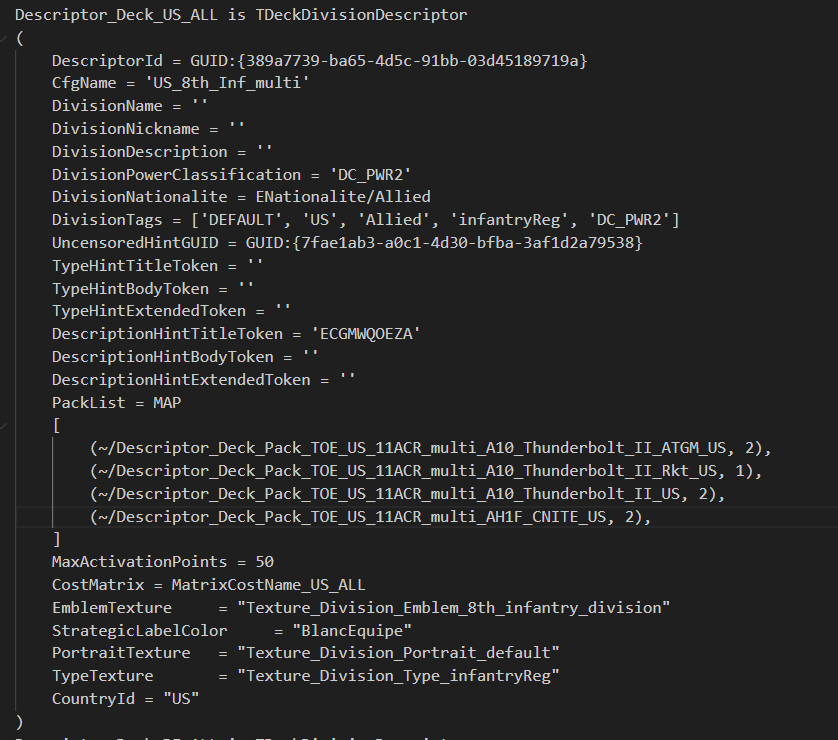 Descriptor_Deck_US_ALL is TDeckDivisionDescriptor
(
DescriptorId = GUID:{389a7739-ba65-4d5c-91bb-03d45189719a}
CfgName = 'US_8th_Inf_multi'
DivisionName = ''
DivisionNickname = ''
DivisionDescription = ''
DivisionPowerClassification = 'DC_PWR2'
DivisionNationalite = ENationalite/Allied
DivisionTags = ['DEFAULT', 'US', 'Allied', 'infantryReg', 'DC_PWR2']
UncensoredHintGUID = GUID:{7fae1ab3-a0c1-4d30-bfba-3af1d2a79538}
TypeHintTitleToken = ''
TypeHintBodyToken = ''
TypeHintExtendedToken = ''
DescriptionHintTitleToken = 'ECGMWQOEZA'
DescriptionHintBodyToken = ''
DescriptionHintExtendedToken = ''
PackList = MAP
[
(~/Descriptor_Deck_Pack_TOE_US_11ACR_multi_A10_Thunderbolt_II_ATGM_US, 2),
(~/Descriptor_Deck_Pack_TOE_US_11ACR_multi_A10_Thunderbolt_II_Rkt_US, 1),
(~/Descriptor_Deck_Pack_TOE_US_11ACR_multi_A10_Thunderbolt_II_US, 2),
(~/Descriptor_Deck_Pack_TOE_US_11ACR_multi_AH1F_CNITE_US, 2),
]
MaxActivationPoints = 50
CostMatrix = MatrixCostName_US_ALL
EmblemTexture = "Texture_Division_Emblem_8th_infantry_division"
StrategicLabelColor = "BlancEquipe"
PortraitTexture = "Texture_Division_Portrait_default"
TypeTexture = "Texture_Division_Type_infantryReg"
CountryId = "US"
)